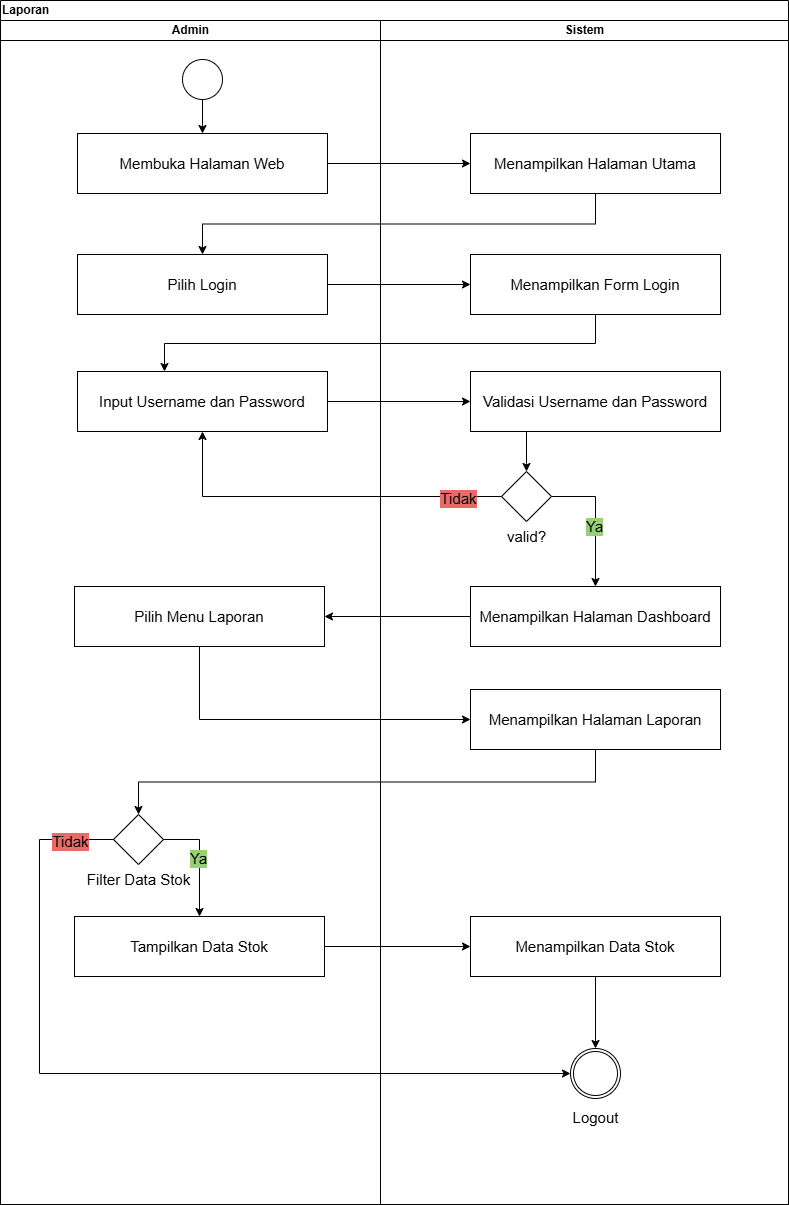 Laporan
Admin
Sistem
Membuka Halaman Web
Menampilkan Halaman Utama
Pilih Login
Menampilkan Form Login
Input Username dan Password
Validasi Username dan Password
Tidak
valid?
Ya
Pilih Menu Laporan
Menampilkan Halaman Dashboard
Menampilkan Halaman Laporan
Tidak
Ya
Filter Data Stok
Tampilkan Data Stok
Menampilkan Data Stok
Logout